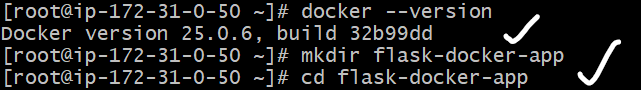 [root@ip-172-31-0-50 ~]# docker --version
Docker version 25.0.6, build 32b99dd
[root@ip-172-31-0-50 ~]# mkdir flask-docker-app
[root@ip-172-31-0-50 ~]# cd flask-docker-app